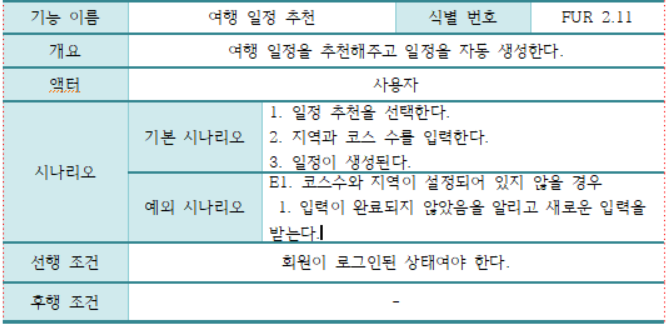 기능 이름 여행 일정 추천 식별 번호 FUR 2.11
개요 여행 일정을 추천해주고 일정을 자동 생성한다.
액터 사용자
시나리오
기본 시나리오
1. 일정 추천을 선택한다.
2. 지역과 코스 수를 입력한다.
3. 일정이 생성된다.
예외 시나리오
E1. 코스수와 지역이 설정되어 있지 않을 경우
1. 입력이 완료되지 않았음을 알리고 새로운 입력을
받는다.
선행 조건 회원이 로그인된 상태여야 한다.
후행 조건 -